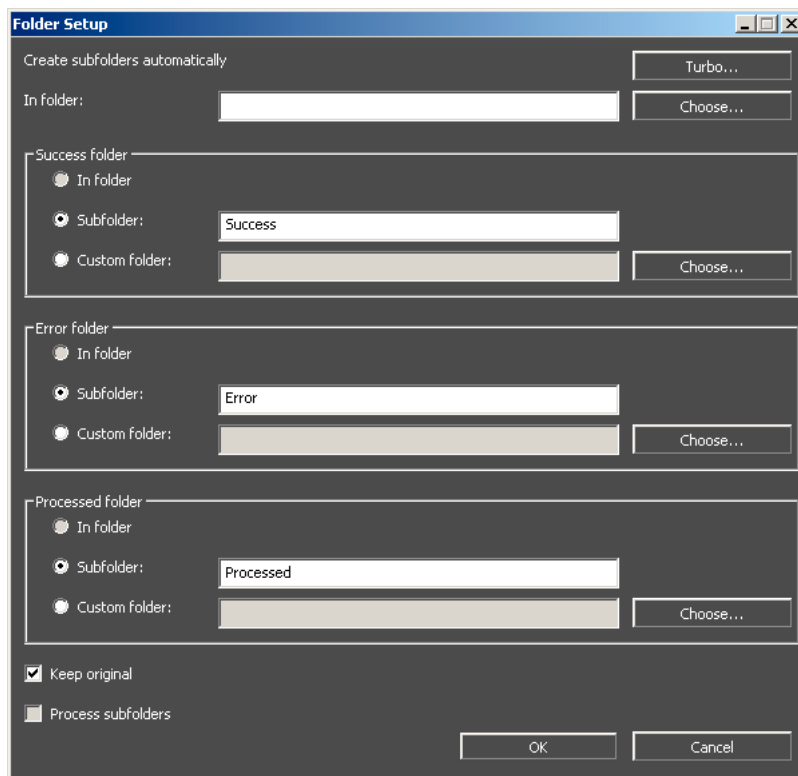 Folder Setup
Create subfolders automatically
Turbo...
In folder:
Choose...
Success folder
In folder
Subfolder:
Success
Custom folder:
Choose...
Error folder
In folder
Subfolder:
Error
Custom folder:
Choose...
Processed folder
In folder
Subfolder:
Processed
Custom folder:
Choose...
Keep original
Process subfolders
OK
Cancel